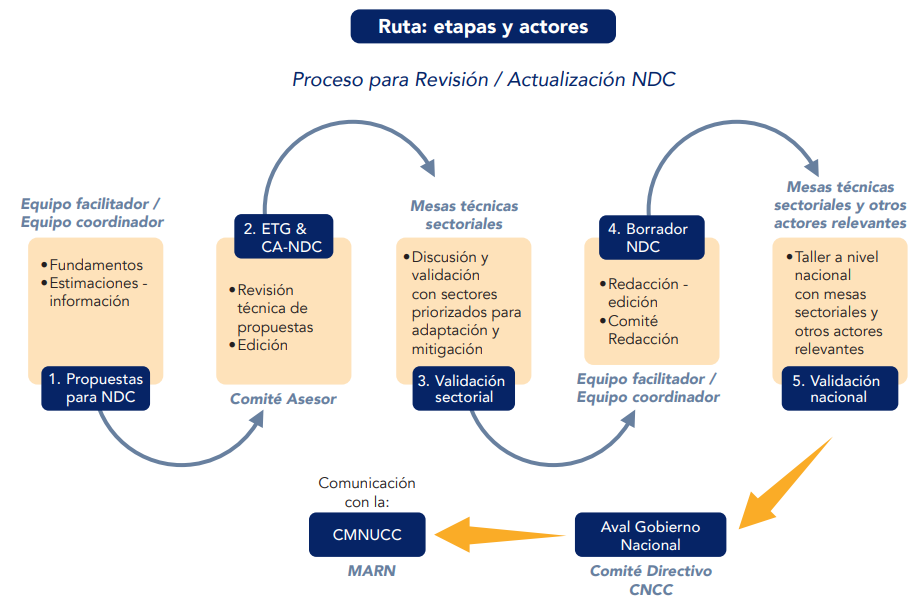 Ruta: etapas y actores
Proceso para Revisión / Actualización NDC
Equipo facilitador /
Equipo coordinador
• Fundamentos
• Estimaciones -
información
1. Propuestas
para NDC
2. ETG &
CA-NDC
• Revisión
técnica de
propuestas
• Edición
Comité Asesor
Mesas técnicas
sectoriales
• Discusión y
validación
con sectores
priorizados para
adaptación y
mitigación
3. Validación
sectorial
4. Borrador
NDC
• Redacción -
edición
• Comité
Redacción
Equipo facilitador /
Equipo coordinador
Mesas técnicas
sectoriales y otros
actores relevantes
• Taller a nivel
nacional
con mesas
sectoriales y
otros actores
relevantes
5. Validación
nacional
Aval Gobierno
Nacional
Comité Directivo
CNCC
Comunicación
con la:
CMNUCC
MARN